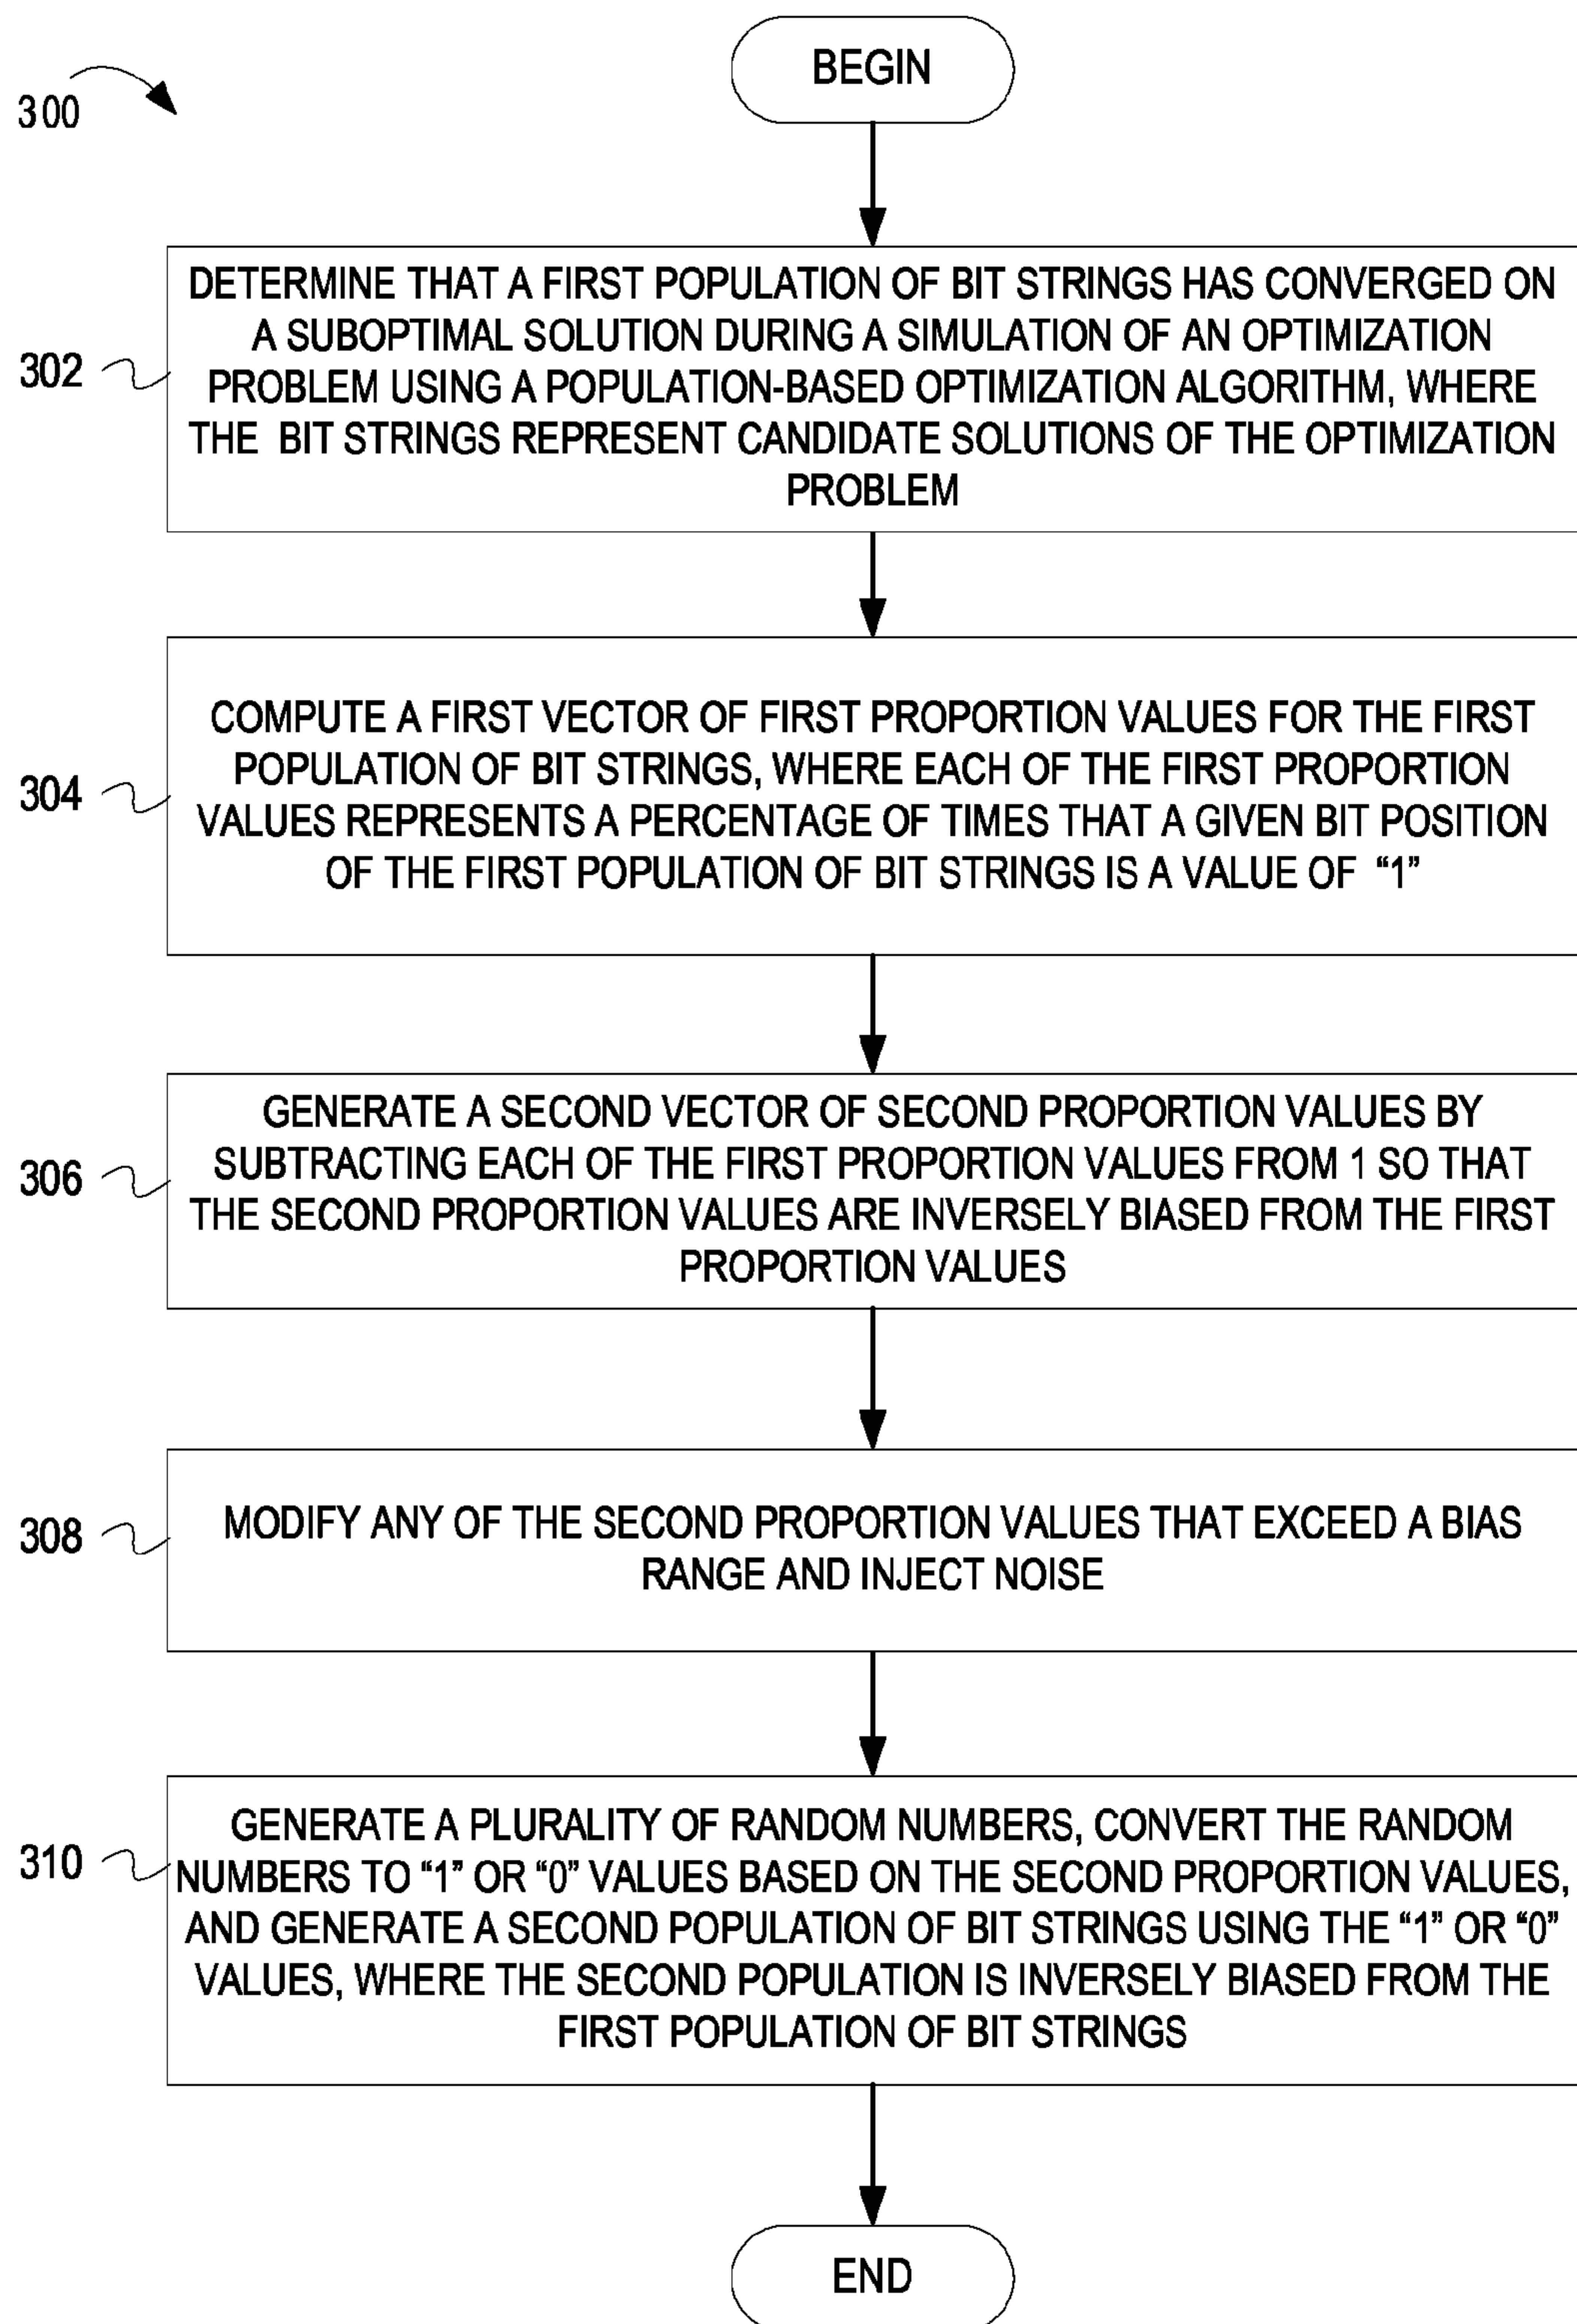 BEGIN
300
302
DETERMINE THAT A FIRST POPULATION OF BIT STRINGS HAS CONVERGED ON
A SUBOPTIMAL SOLUTION DURING A SIMULATION OF AN OPTIMIZATION
PROBLEM USING A POPULATION-BASED OPTIMIZATION ALGORITHM, WHERE
THE BIT STRINGS REPRESENT CANDIDATE SOLUTIONS OF THE OPTIMIZATION
PROBLEM
304
COMPUTE A FIRST VECTOR OF FIRST PROPORTION VALUES FOR THE FIRST
POPULATION OF BIT STRINGS, WHERE EACH OF THE FIRST PROPORTION
VALUES REPRESENTS A PERCENTAGE OF TIMES THAT A GIVEN BIT POSITION
OF THE FIRST POPULATION OF BIT STRINGS IS A VALUE OF “1”
306
GENERATE A SECOND VECTOR OF SECOND PROPORTION VALUES BY
SUBTRACTING EACH OF THE FIRST PROPORTION VALUES FROM 1 SO THAT
THE SECOND PROPORTION VALUES ARE INVERSELY BIASED FROM THE FIRST
PROPORTION VALUES
308
MODIFY ANY OF THE SECOND PROPORTION VALUES THAT EXCEED A BIAS
RANGE AND INJECT NOISE
310
GENERATE A PLURALITY OF RANDOM NUMBERS, CONVERT THE RANDOM
NUMBERS TO “1” OR “0” VALUES BASED ON THE SECOND PROPORTION VALUES,
AND GENERATE A SECOND POPULATION OF BIT STRINGS USING THE “1” OR “0”
VALUES, WHERE THE SECOND POPULATION IS INVERSELY BIASED FROM THE
FIRST POPULATION OF BIT STRINGS
END